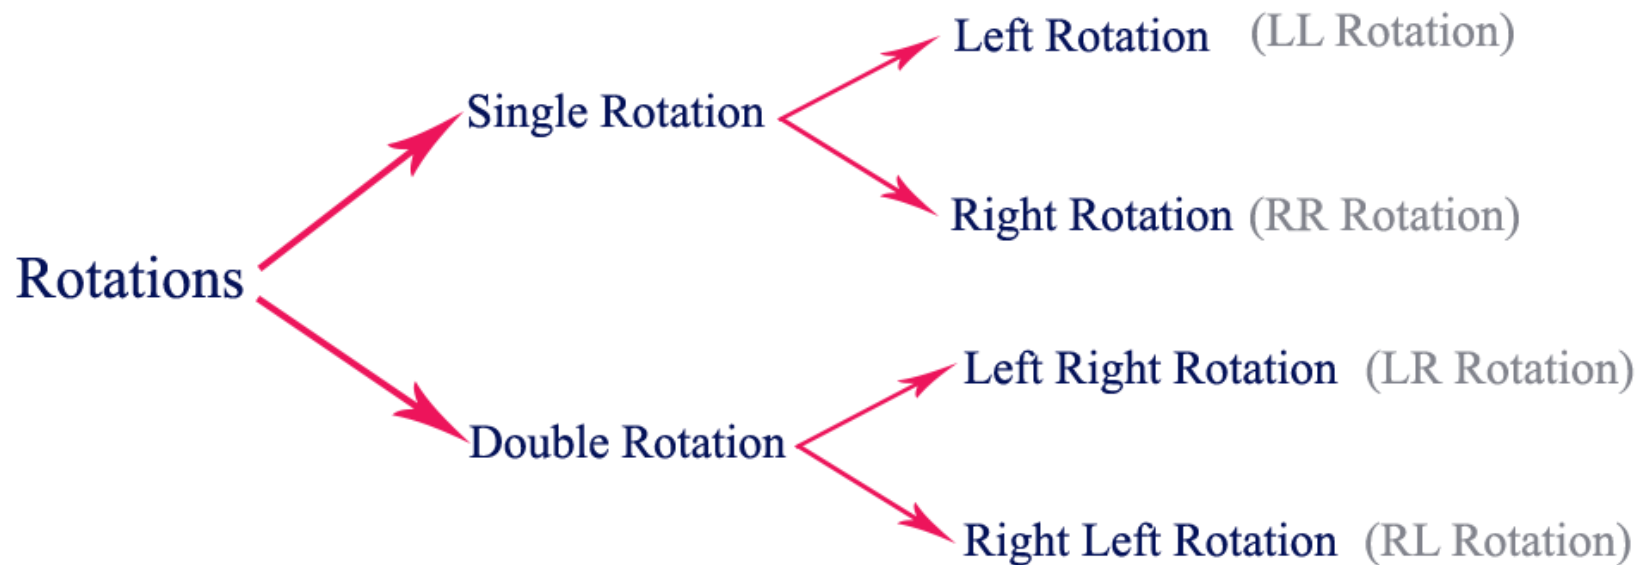 Left Rotation (LL Rotation)
Single Rotation
Right Rotation (RR Rotation)
Rotations
Left Right Rotation (LR Rotation)
Double Rotation
Right Left Rotation (RL Rotation)